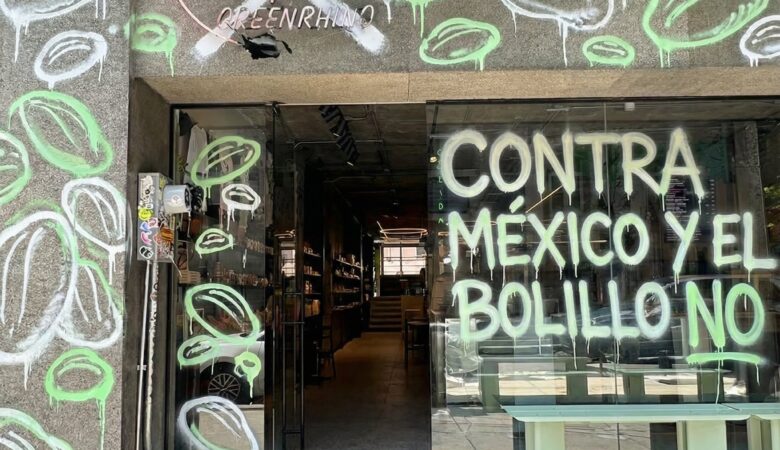 GREENRHINO
CONTRA
MÉXICO Y EL
BOLILLO NO